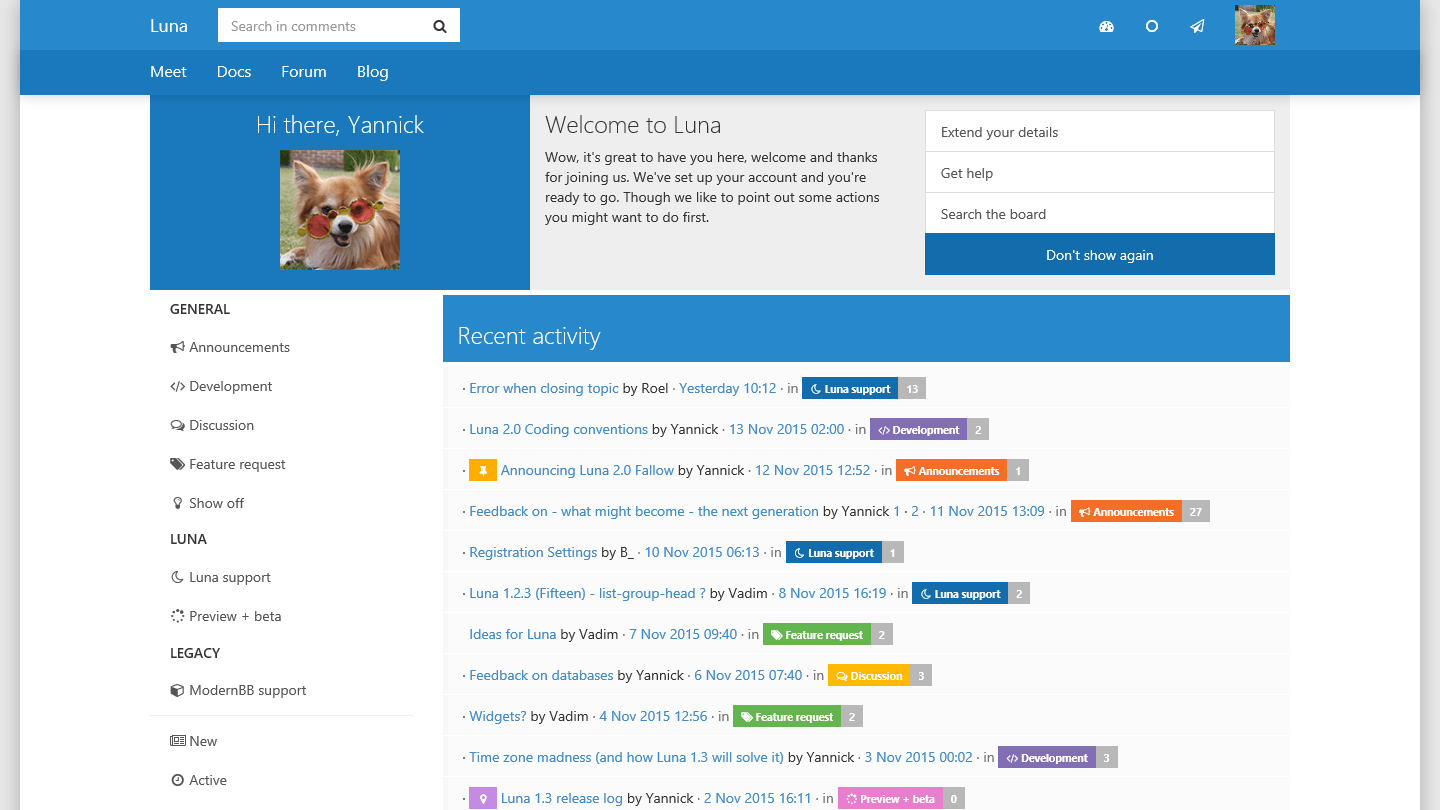 Luna
Search in comments
Meet Docs Forum Blog
Hi there, Yannick
Welcome to Luna
Wow, it's great to have you here, welcome and thanks
for joining us. We've set up your account and you're
ready to go. Though we like to point out some actions
you might want to do first.
Extend your details
Get help
Search the board
Don't show again
GENERAL
Announcements
Development
Discussion
Feature request
Show off
LUNA
Luna support
Preview + beta
LEGACY
ModernBB support
New
Active
Recent activity
· Error when closing topic by Roel · Yesterday 10:12 · in Luna support 13
· Luna 2.0 Coding conventions by Yannick · 13 Nov 2015 02:00 · in Development 2
· Announcing Luna 2.0 Fallow by Yannick · 12 Nov 2015 12:52 · in Announcements 1
· Feedback on - what might become - the next generation by Yannick 1 · 2 · 11 Nov 2015 13:09 · in Announcements 27
· Registration Settings by B_ · 10 Nov 2015 06:13 · in Luna support 1
· Luna 1.2.3 (Fifteen) - list-group-head ? by Vadim · 8 Nov 2015 16:19 · in Luna support 2
Ideas for Luna by Vadim · 7 Nov 2015 09:40 · in Feature request 2
· Feedback on databases by Yannick · 6 Nov 2015 07:40 · in Discussion 3
· Widgets? by Vadim · 4 Nov 2015 12:56 · in Feature request 2
· Time zone madness (and how Luna 1.3 will solve it) by Yannick · 3 Nov 2015 00:02 · in Development 3
· Luna 1.3 release log by Yannick · 2 Nov 2015 16:11 · in Preview + beta 0